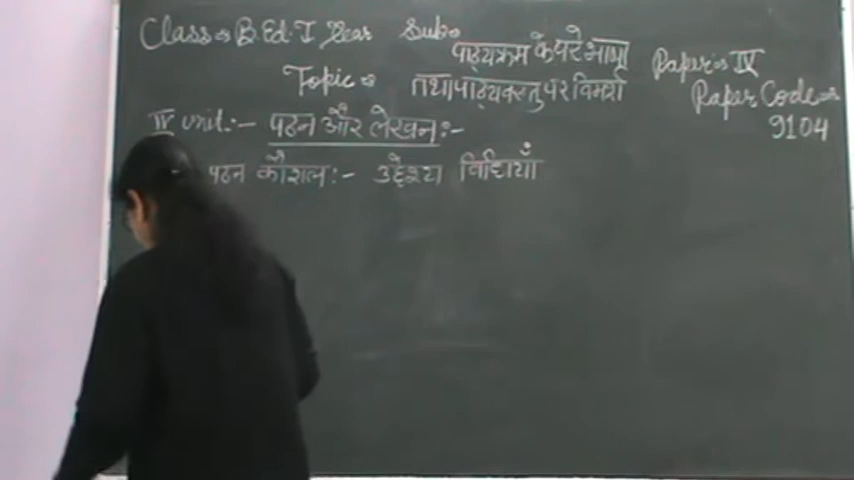 Class:- B.Ed. I Year Sub:-
पाठ्यक्रम के परे भाषा Paper:- IV
Topic:- तथा पाठ्यवस्तु पर विमर्श Paper Code:-
9104
IV unit:- पठन और लेखन:-
पठन कौशल:- उद्देश्य विधियाँ